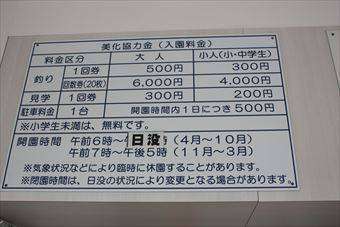 美化協力金（入園料金）
料金区分 大人 小人（小・中学生）
釣り 1回券 500円 300円
回数券（20枚） 6,000円 4,000円
見学 1回券 300円 200円
駐車料金 1台 開園時間内1日につき500円
※小学生未満は、無料です。
開園時間 午前6時～日没（4月～10月）
午前7時～午後5時（11月～3月）
※気象状況などにより臨時に休園することがあります。
※閉園時間は、日没の状況により変更となる場合があります。